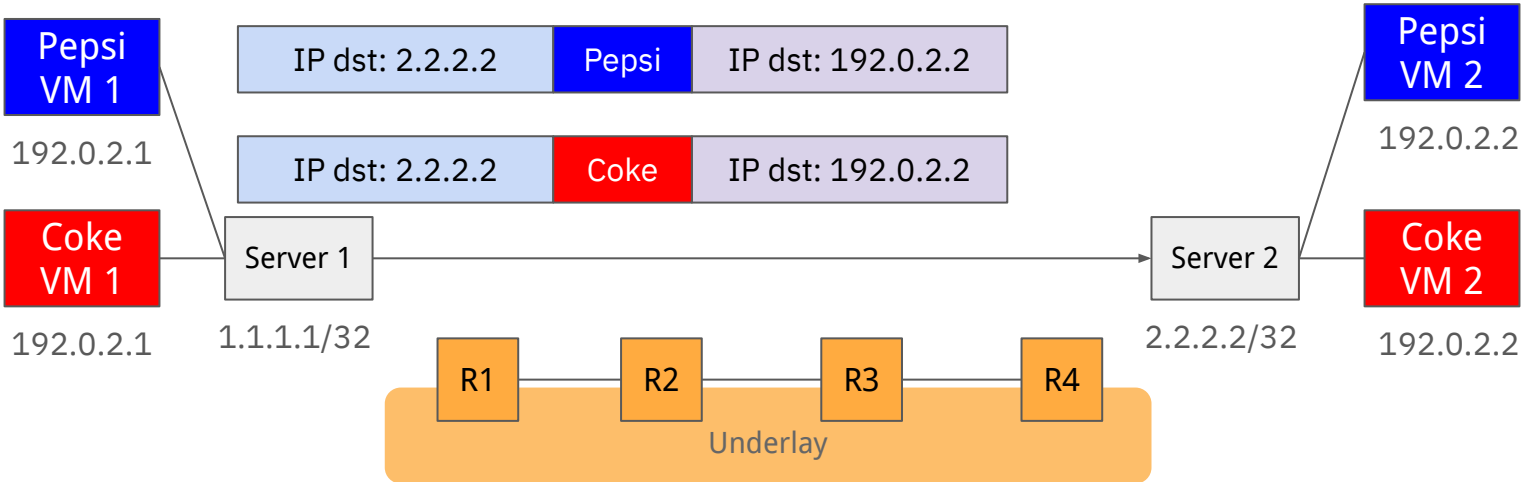 Pepsi
VM 1
192.0.2.1
IP dst: 2.2.2.2
Pepsi
IP dst: 192.0.2.2
Pepsi
VM 2
192.0.2.2
IP dst: 2.2.2.2
Coke
IP dst: 192.0.2.2
Coke
VM 1
192.0.2.1
Server 1
1.1.1.1/32
Server 2
2.2.2.2/32
Coke
VM 2
192.0.2.2
R1
R2
R3
R4
Underlay